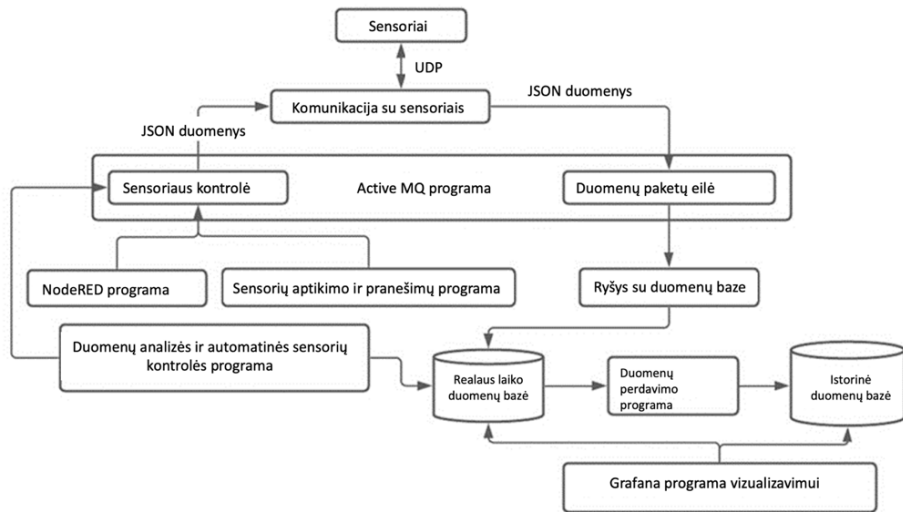 Sensoriai
UDP
Komunikacija su sensoriais
JSON duomenys
JSON duomenys
Sensoriaus kontrolė
Active MQ programa
Duomenų paketų eilė
NodeRED programa
Sensorių aptikimo ir pranešimų programa
Ryšys su duomenų baze
Duomenų analizės ir automatinės sensorių
kontrolės programa
Realaus laiko
duomenų bazė
Duomenų
perdavimo
programa
Istorinė
duomenų bazė
Grafana programa vizualizavimui